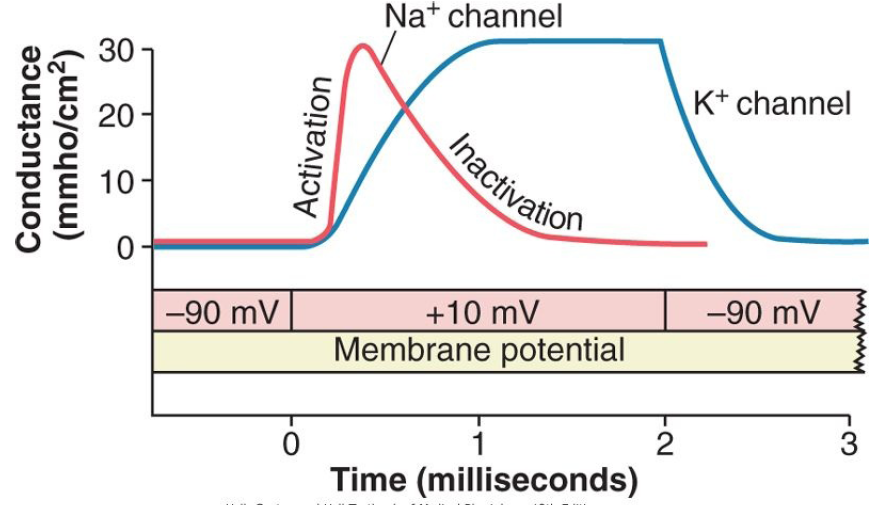 Na⁺ channel
Conductance
(mmho/cm²)
30
20
10
0
Activation
Inactivation
K⁺ channel
–90 mV
+10 mV
–90 mV
Membrane potential
0
1
2
3
Time (milliseconds)